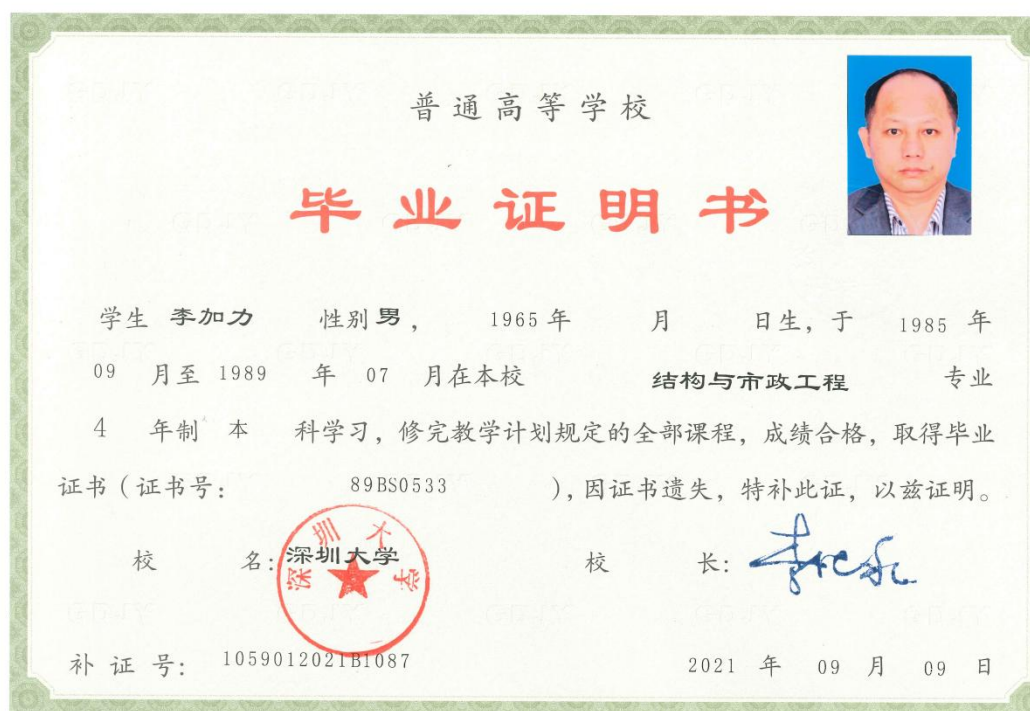 普通高等学校
毕业证明书
学生 李加力 性别 男， 1965 年 月 日生，于 1985 年
09 月至 1989 年 07 月在本校 结构与市政工程 专业
4 年制 本 科学习，修完教学计划规定的全部课程，成绩合格，取得毕业
证书（证书号： 89BS0533 ），因证书遗失，特补此证，以兹证明。
校 名：深圳大学 校 长：
深圳大学
补证号： 1059012021B1087 2021 年 09 月 09 日